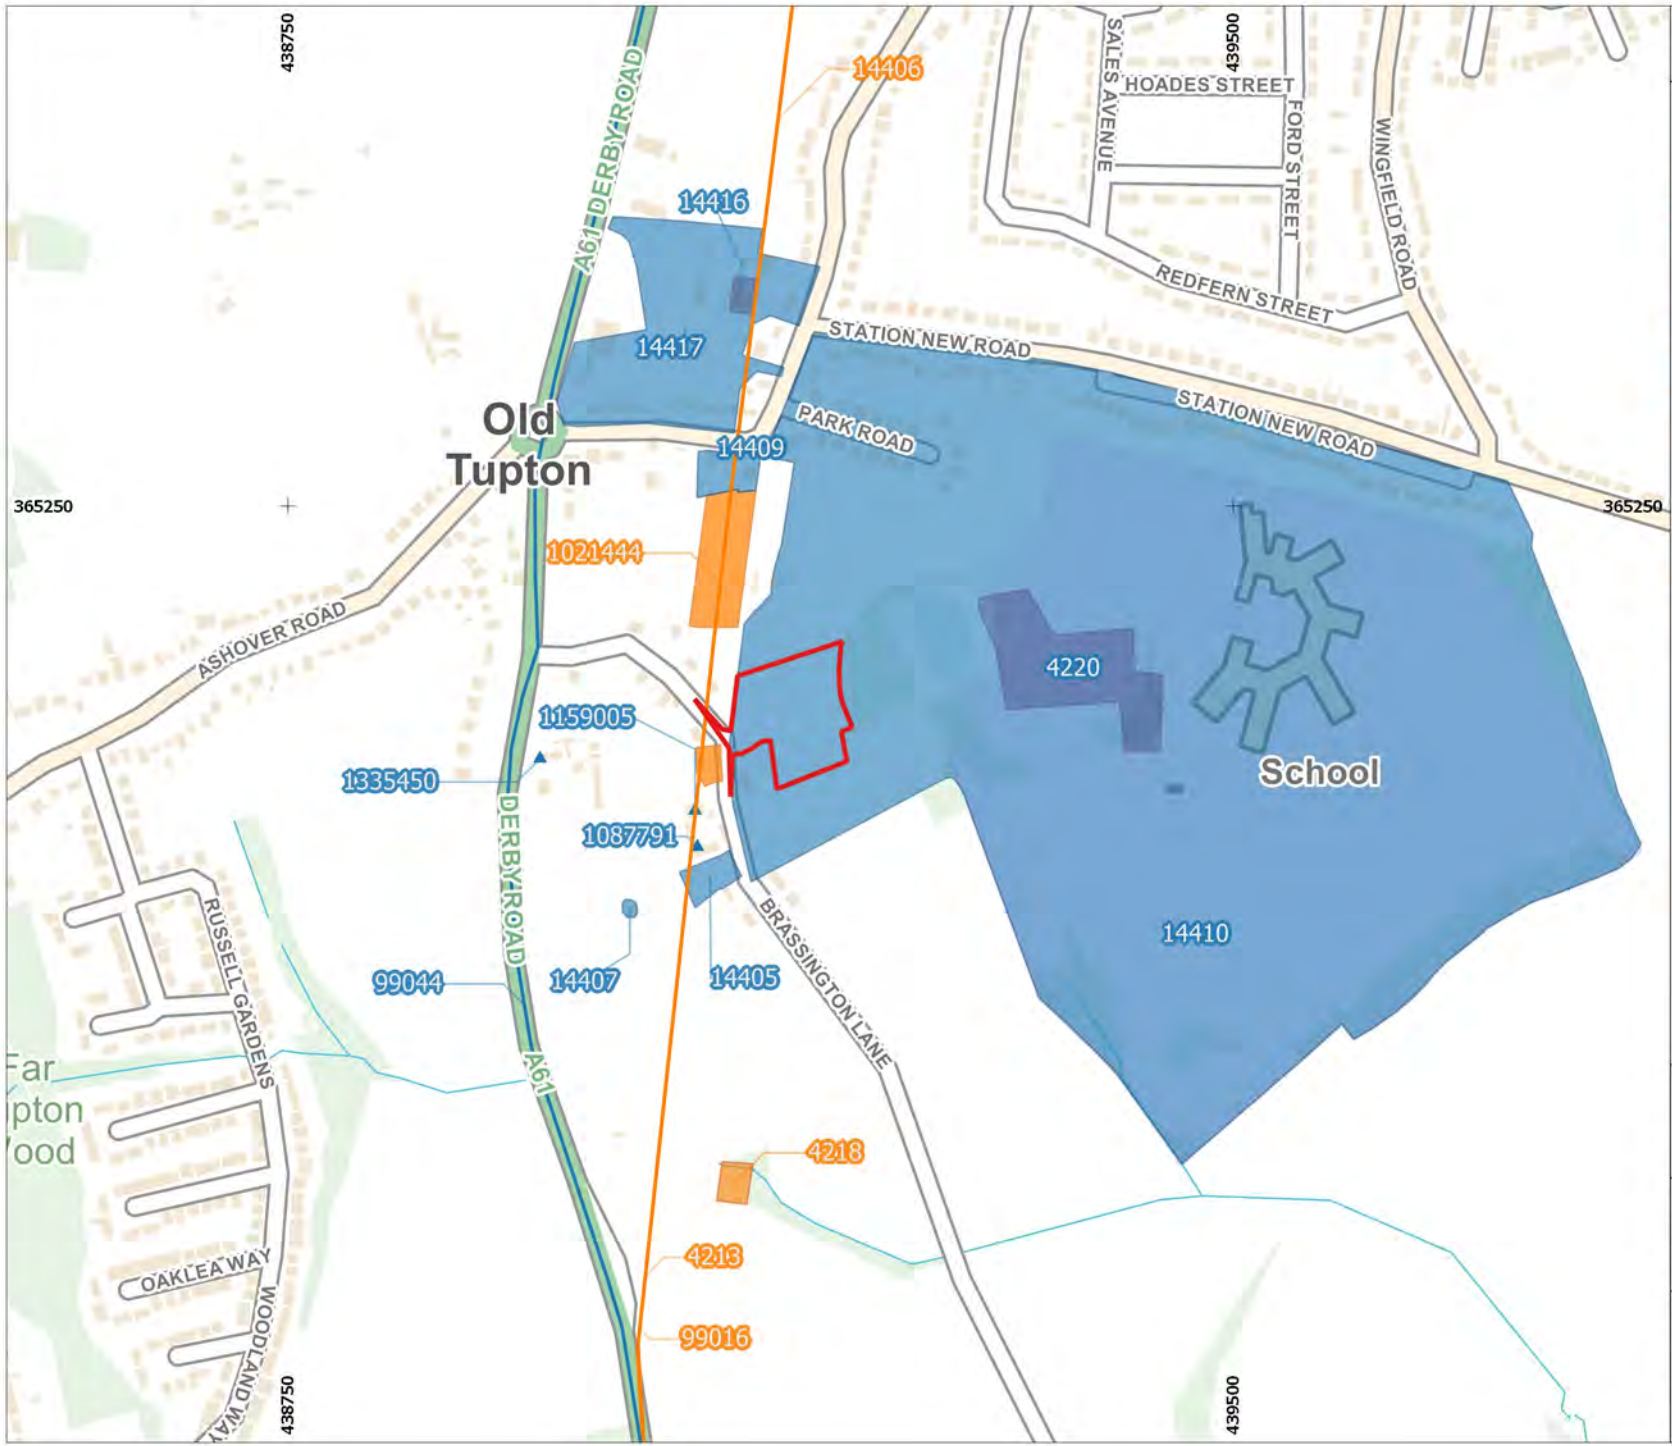 438750
439500
14406
A61 DERBY ROAD
SALES AVENUE
HOADES STREET
FORD STREET
WINGFIELD ROAD
14416
REDFERN STREET
STATION NEW ROAD
14417
STATION NEW ROAD
PARK ROAD
Old
Tupton
14409
365250
365250
1021444
ASHOVER ROAD
4220
1159005
1335450
School
DERBY ROAD
1087791
RUSSELL GARDENS
BRASSINGTON LANE
14410
99044
14407
14405
A61
Far
pton
ood
4218
OAKLEA WAY
4213
WOODLAND WAY
99016
438750
439500